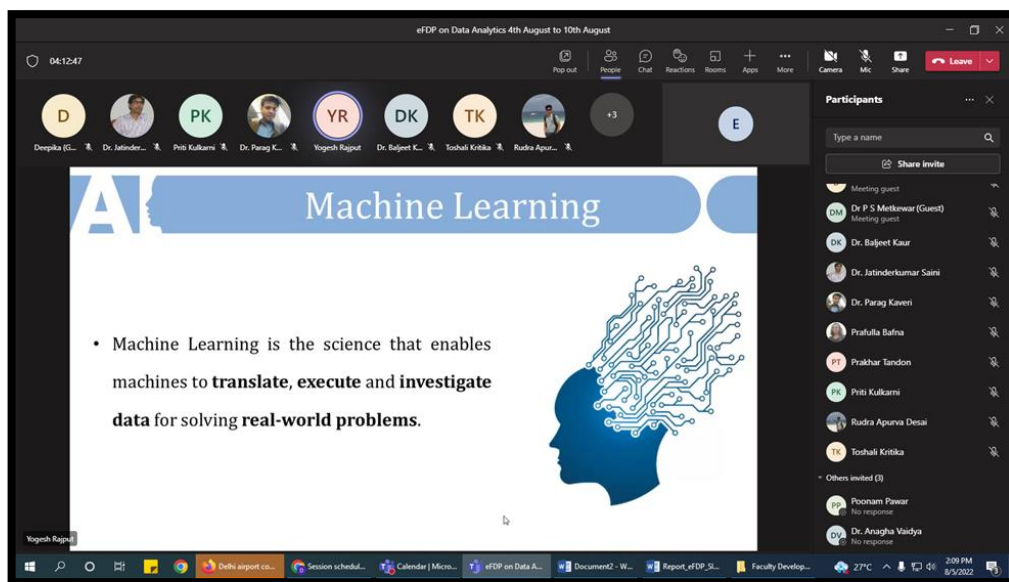 eFDP on Data Analytics 4th August to 10th August
04:12:47
Pop out People Chat Reactions Rooms Apps More Camera Mic Share Leave
D PK YR DK TK +3 E
Deepika (G... Dr. Jatinder... Priti Kulkarni Dr. Parag K... Yogesh Rajput Dr. Baljeet K... Toshali Kritika Rudra Apur...
AI Machine Learning
• Machine Learning is the science that enables
machines to translate, execute and investigate
data for solving real-world problems.
Yogesh Rajput
Participants
Type a name
Share invite
Meeting guest
DM Dr P S Metkewar (Guest)
Meeting guest
DK Dr. Baljeet Kaur
Dr. Jatinderkumar Saini
Dr. Parag Kaveri
Prafulla Bafna
PT Prakhar Tandon
PK Priti Kulkarni
Rudra Apurva Desai
TK Toshali Kritika
Others invited (3)
PP Poonam Pawar
No response
DV Dr. Anagha Vaidya
No response
Delhi airport co... Session schedul... Calendar | Micro... eFDP on Data A... Document2 - W... Report_eFDP_SI... Faculty Develop... 27°C 2:09 PM
8/5/2022